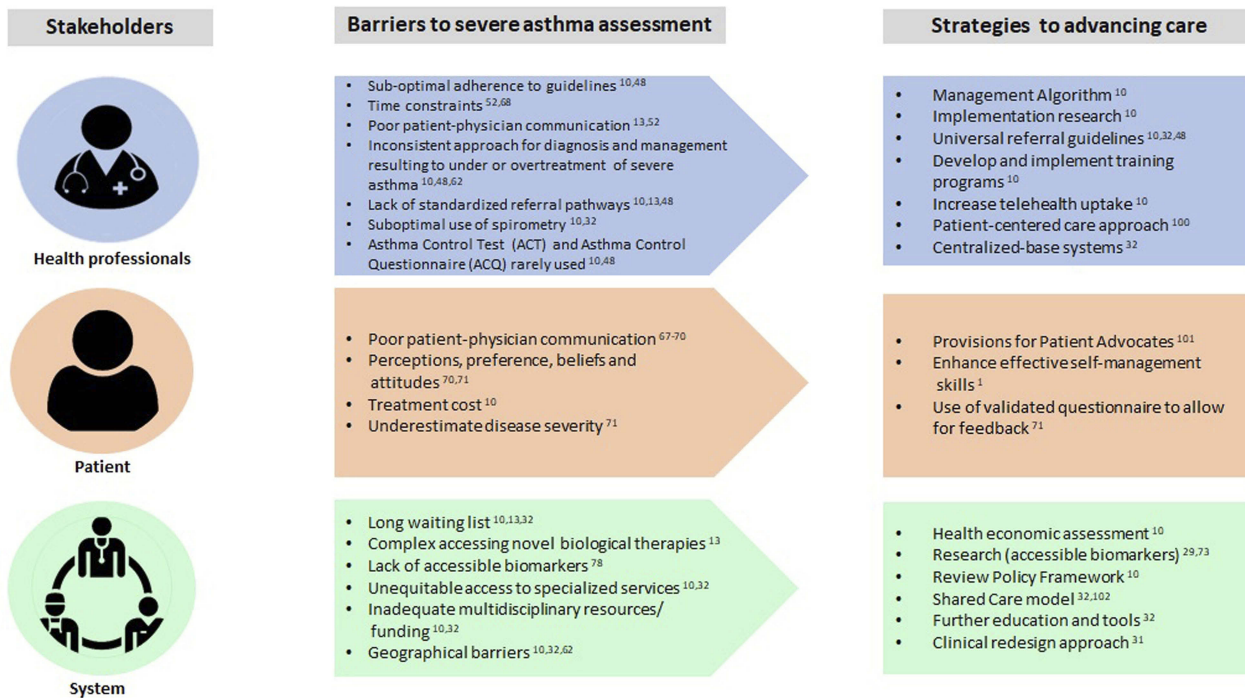 Stakeholders
Barriers to severe asthma assessment
Strategies to advancing care
Health professionals
• Sub-optimal adherence to guidelines 10,48
• Time constraints 52,68
• Poor patient-physician communication 13,52
• Inconsistent approach for diagnosis and management
resulting to under or overtreatment of severe
asthma 10,48,62
• Lack of standardized referral pathways 10,13,48
• Suboptimal use of spirometry 10,32
• Asthma Control Test (ACT) and Asthma Control
Questionnaire (ACQ) rarely used 10,48
• Management Algorithm 10
• Implementation research 10
• Universal referral guidelines 10,32,48
• Develop and implement training
programs 10
• Increase telehealth uptake 10
• Patient-centered care approach 100
• Centralized-base systems 32
Patient
• Poor patient-physician communication 67-70
• Perceptions, preference, beliefs and
attitudes 70,71
• Treatment cost 10
• Underestimate disease severity 71
• Provisions for Patient Advocates 101
• Enhance effective self-management
skills 1
• Use of validated questionnaire to allow
for feedback 71
System
• Long waiting list 10,13,32
• Complex accessing novel biological therapies 13
• Lack of accessible biomarkers 78
• Unequitable access to specialized services 10,32
• Inadequate multidisciplinary resources/
funding 10,32
• Geographical barriers 10,32,62
• Health economic assessment 10
• Research (accessible biomarkers) 29,73
• Review Policy Framework 10
• Shared Care model 32,102
• Further education and tools 32
• Clinical redesign approach 31